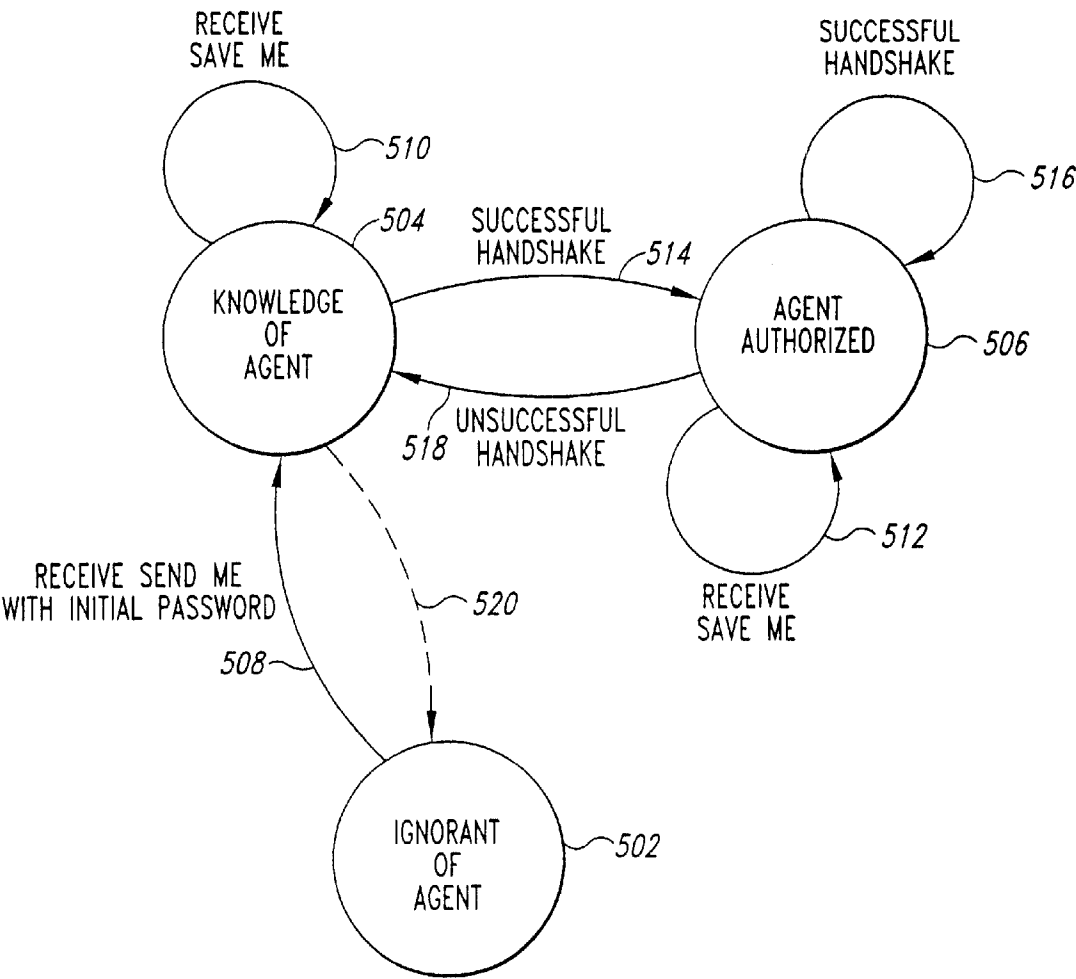 RECEIVE
SAVE ME
510
504
SUCCESSFUL
HANDSHAKE
516
SUCCESSFUL
HANDSHAKE
514
KNOWLEDGE
OF
AGENT
AGENT
AUTHORIZED
506
518
UNSUCCESSFUL
HANDSHAKE
512
RECEIVE
SAVE ME
RECEIVE SEND ME
WITH INITIAL PASSWORD
520
508
IGNORANT
OF
AGENT
502